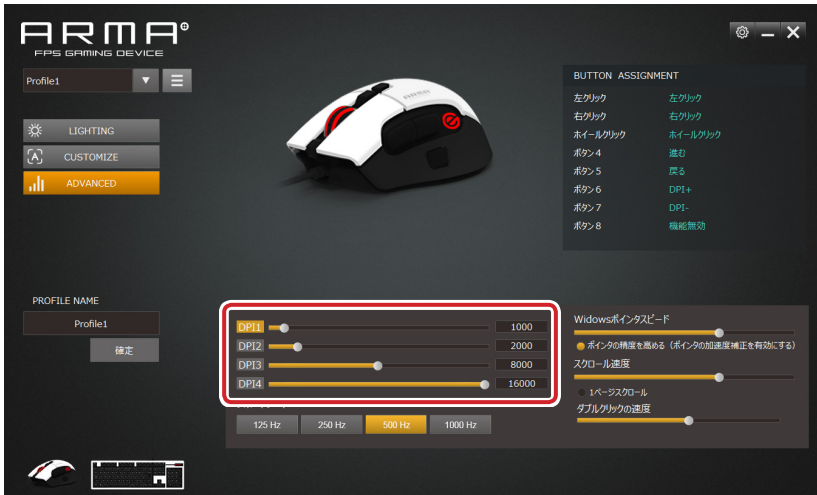 ARMA
FPS GAMING DEVICE
Profile1
LIGHTING
CUSTOMIZE
ADVANCED
ARMA
BUTTON ASSIGNMENT
左クリック 左クリック
右クリック 右クリック
ホイールクリック ホイールクリック
ボタン4 進む
ボタン5 戻る
ボタン6 DPI+
ボタン7 DPI-
ボタン8 機能無効
PROFILE NAME
Profile1
確定
DPI1 1000
DPI2 2000
DPI3 8000
DPI4 16000
125 Hz 250 Hz 500 Hz 1000 Hz
Widowsポインタスピード
ポインタの精度を高める（ポインタの加速度補正を有効にする）
スクロール速度
1ページスクロール
ダブルクリックの速度